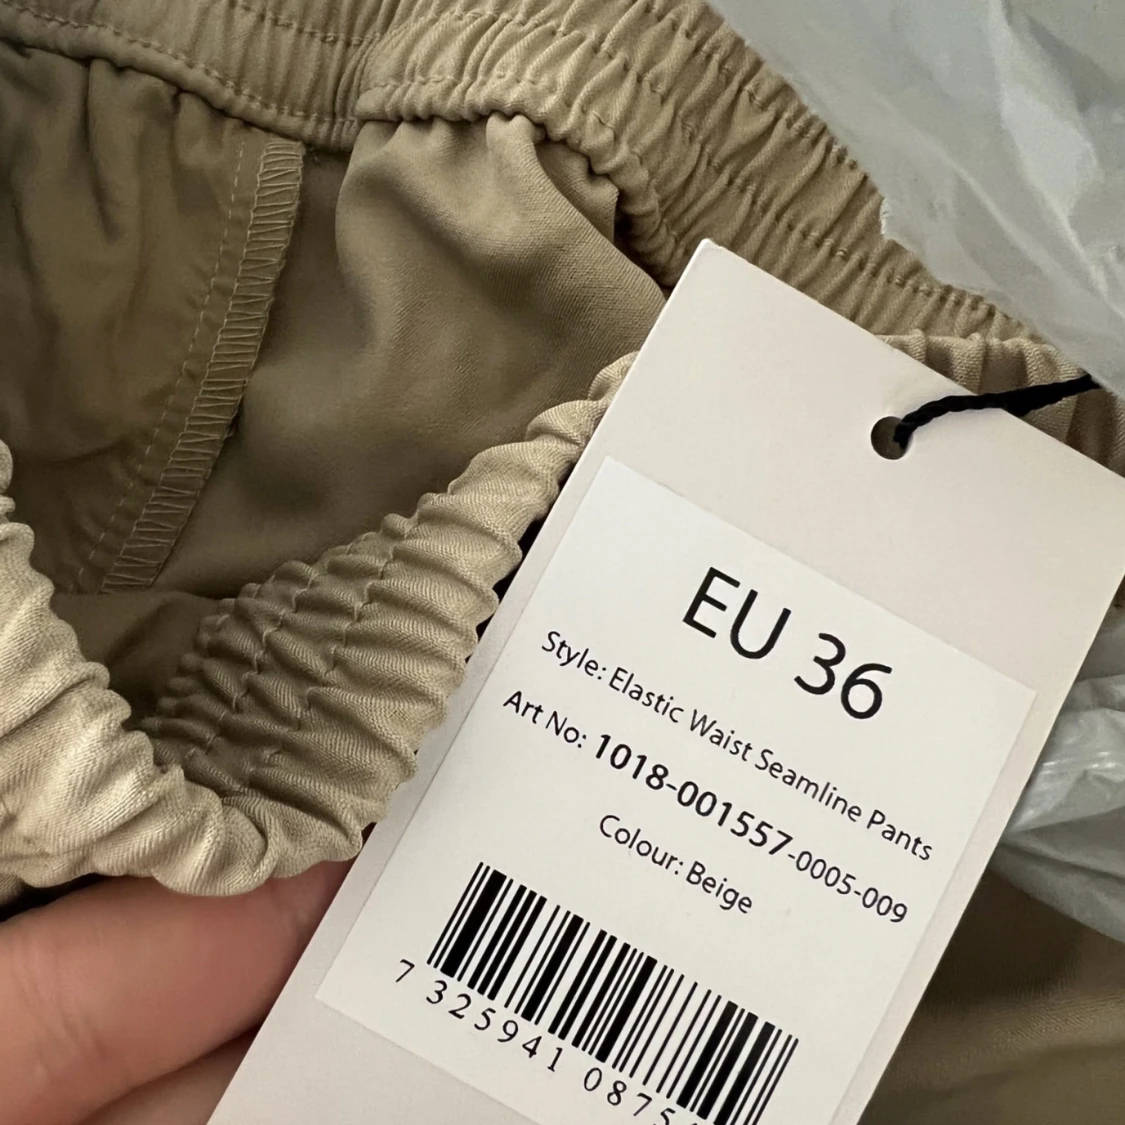 EU 36
Style: Elastic Waist Seamline Pants
Art No: 1018-001557-0005-009
Colour: Beige
7 325941 0875